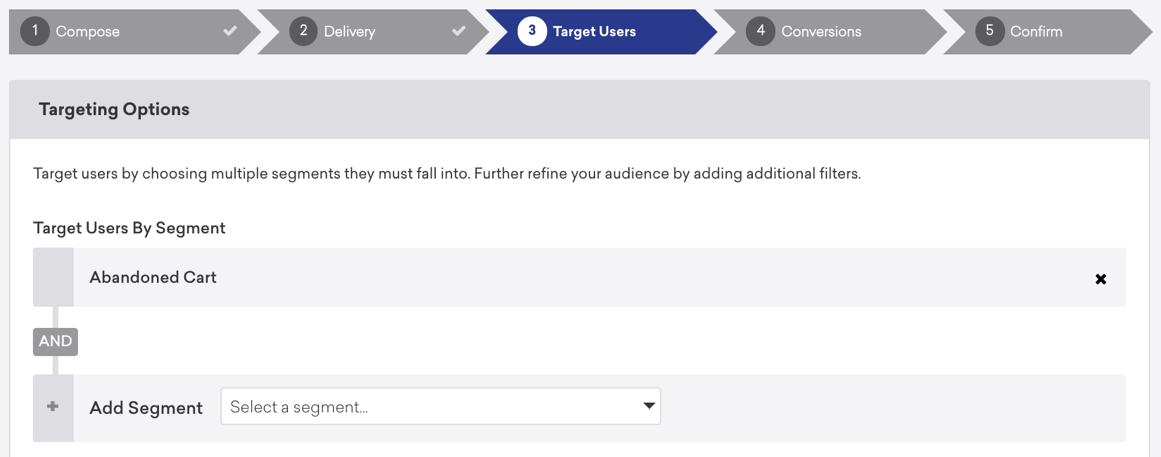 1 Compose
2 Delivery
3 Target Users
4 Conversions
5 Confirm
Targeting Options
Target users by choosing multiple segments they must fall into. Further refine your audience by adding additional filters.
Target Users By Segment
Abandoned Cart
AND
Add Segment
Select a segment...